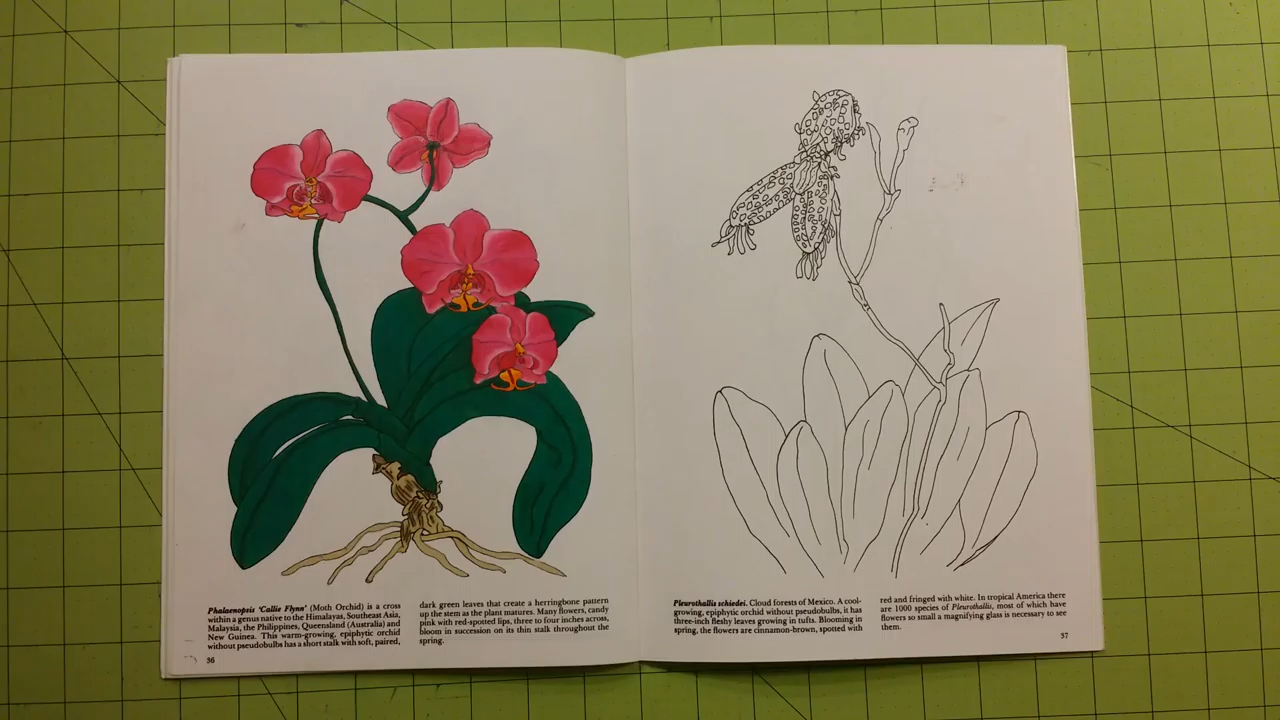 Phalaenopsis 'Callie Flynn' (Moth Orchid) is a cross
within a genus native to the Himalayas, Southeast Asia,
Malaysia, the Philippines, Queensland (Australia) and
New Guinea. This warm-growing, epiphytic orchid
without pseudobulbs has a short stalk with soft, paired,
dark green leaves that create a herringbone pattern
up the stem as the plant matures. Many flowers, candy
pink with red-spotted lips, three to four inches across,
bloom in succession on its thin stalk throughout the
spring.
36
Pleurothallis schiedei. Cloud forests of Mexico. A cool-
growing, epiphytic orchid without pseudobulbs, it has
three-inch fleshy leaves growing in tufts. Blooming in
spring, the flowers are cinnamon-brown, spotted with
red and fringed with white. In tropical America there
are 1000 species of Pleurothallis, most of which have
flowers so small a magnifying glass is necessary to see
them.
37